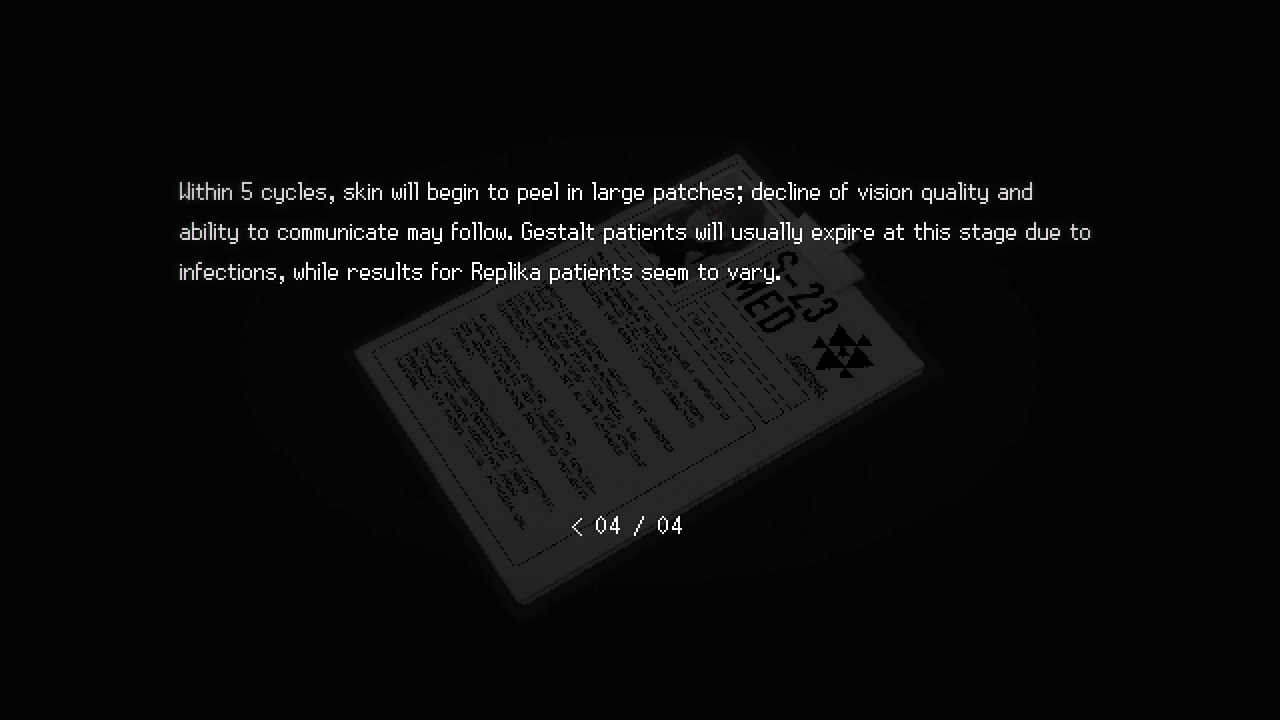 Within 5 cycles, skin will begin to peel in large patches; decline of vision quality and
ability to communicate may follow. Gestalt patients will usually expire at this stage due to
infections, while results for Replika patients seem to vary.
S-23
MED
< 04 / 04